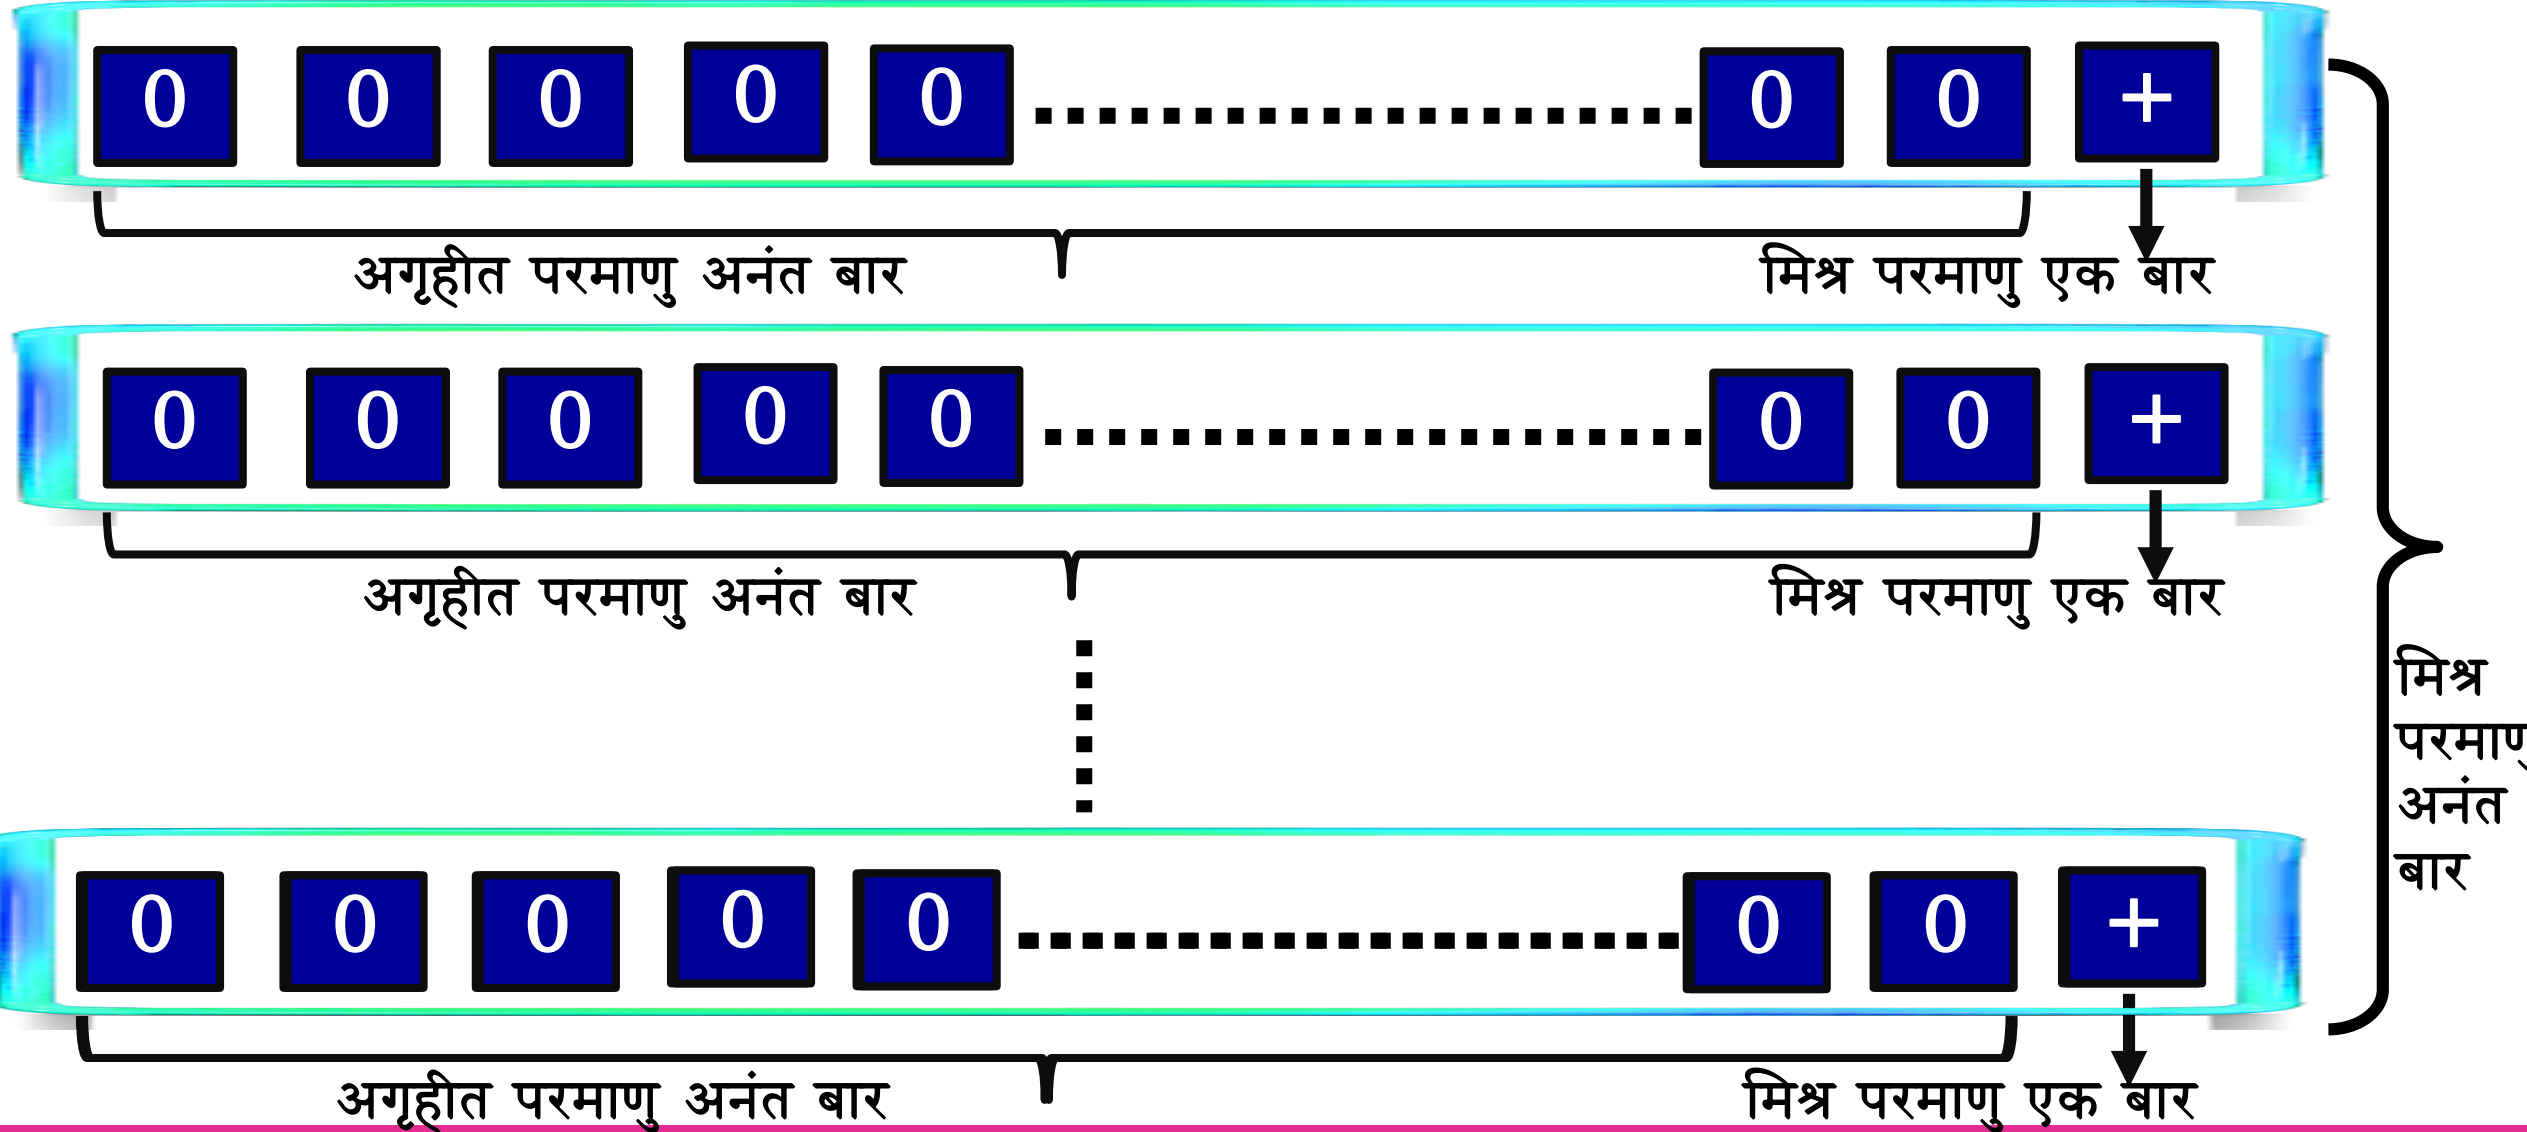 0 0 0 0 0 0 0 +
अगृहीत परमाणु अनंत बार मिश्र परमाणु एक बार
0 0 0 0 0 0 0 +
अगृहीत परमाणु अनंत बार मिश्र परमाणु एक बार
मिश्र
परमाणु
अनंत
बार
0 0 0 0 0 0 0 +
अगृहीत परमाणु अनंत बार मिश्र परमाणु एक बार